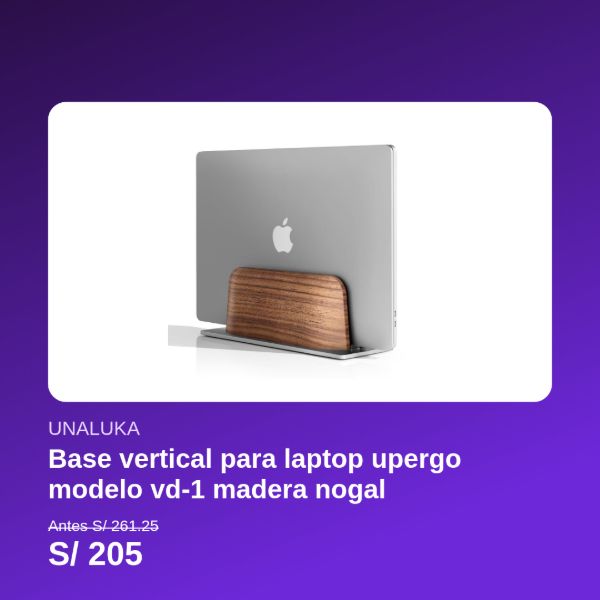 UNALUKA
Base vertical para laptop upergo
modelo vd-1 madera nogal
Antes S/ 261.25
S/ 205